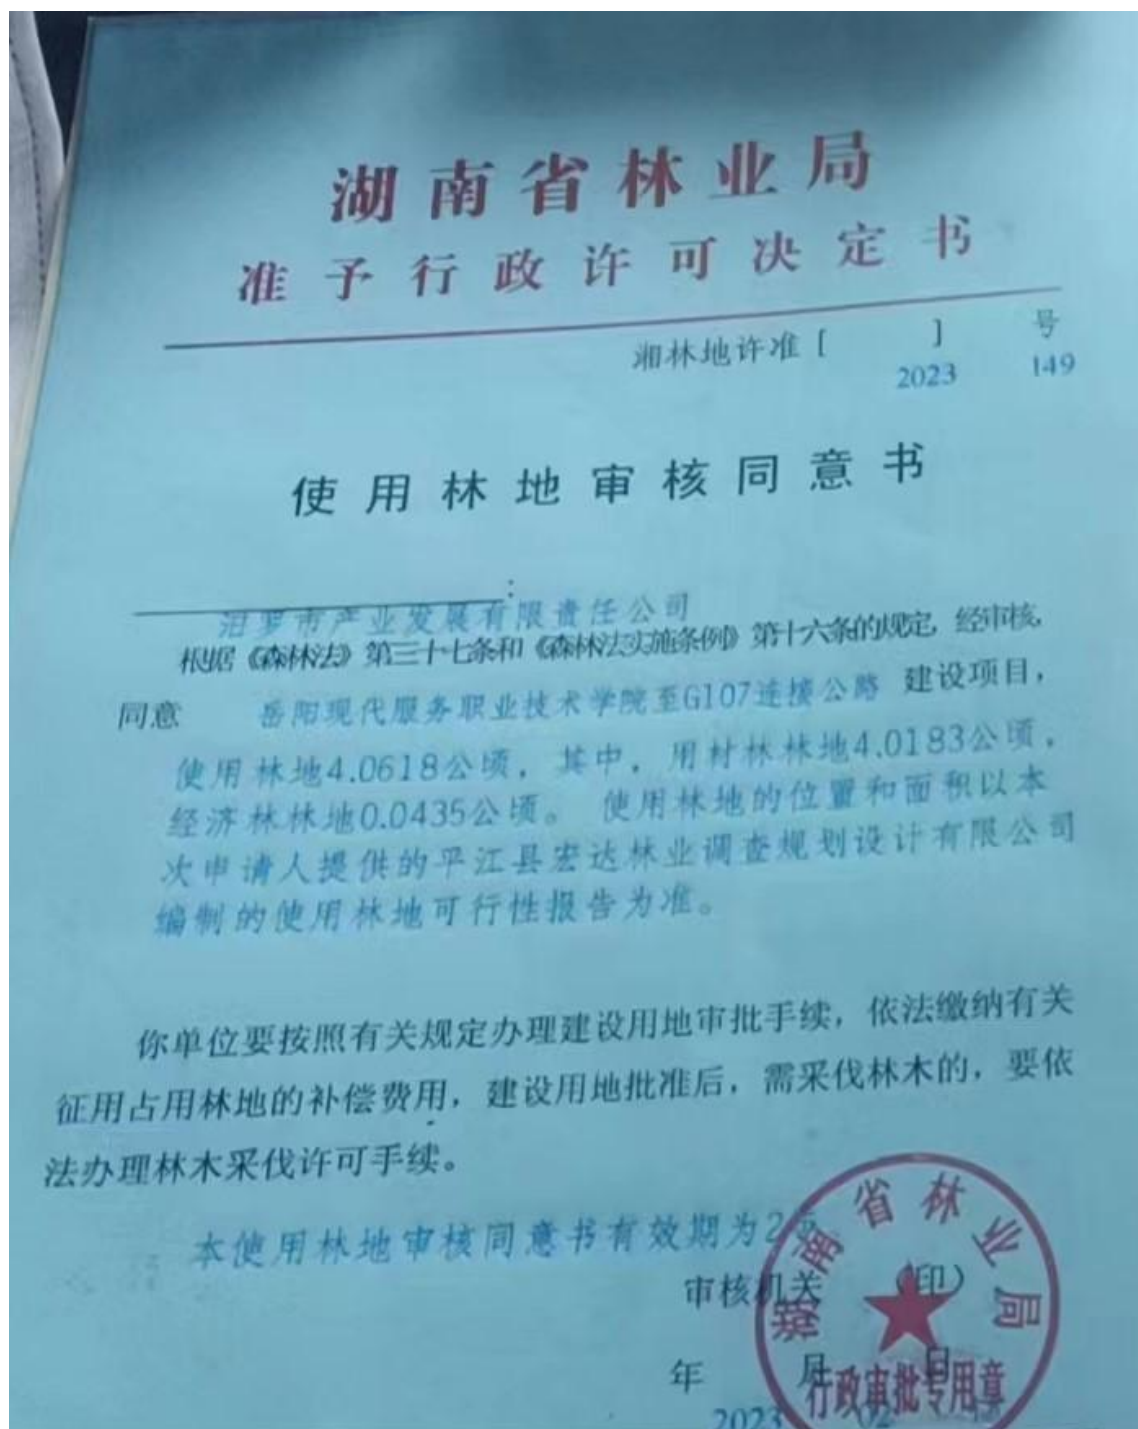 湖南省林业局
准予行政许可决定书
湘林地许准[ ] 号
2023 149
使用林地审核同意书
:
汨罗市产业发展有限责任公司
根据《森林法》第三十七条和《森林法实施条例》第十六条的规定,经审核,
同意 岳阳现代服务职业技术学院至G107连接公路 建设项目,
使用林地4.0618公顷,其中,用材林林地4.0183公顷,
经济林林地0.0435公顷。 使用林地的位置和面积以本
次申请人提供的平江县宏达林业调查规划设计有限公司
编制的使用林地可行性报告为准。
你单位要按照有关规定办理建设用地审批手续,依法缴纳有关
征用占用林地的补偿费用,建设用地批准后,需采伐林木的,要依
法办理林木采伐许可手续。
本使用林地审核同意书有效期为2
审核机关 (印)
湖南省林业局
年 月 日
行政审批专用章
2023 02